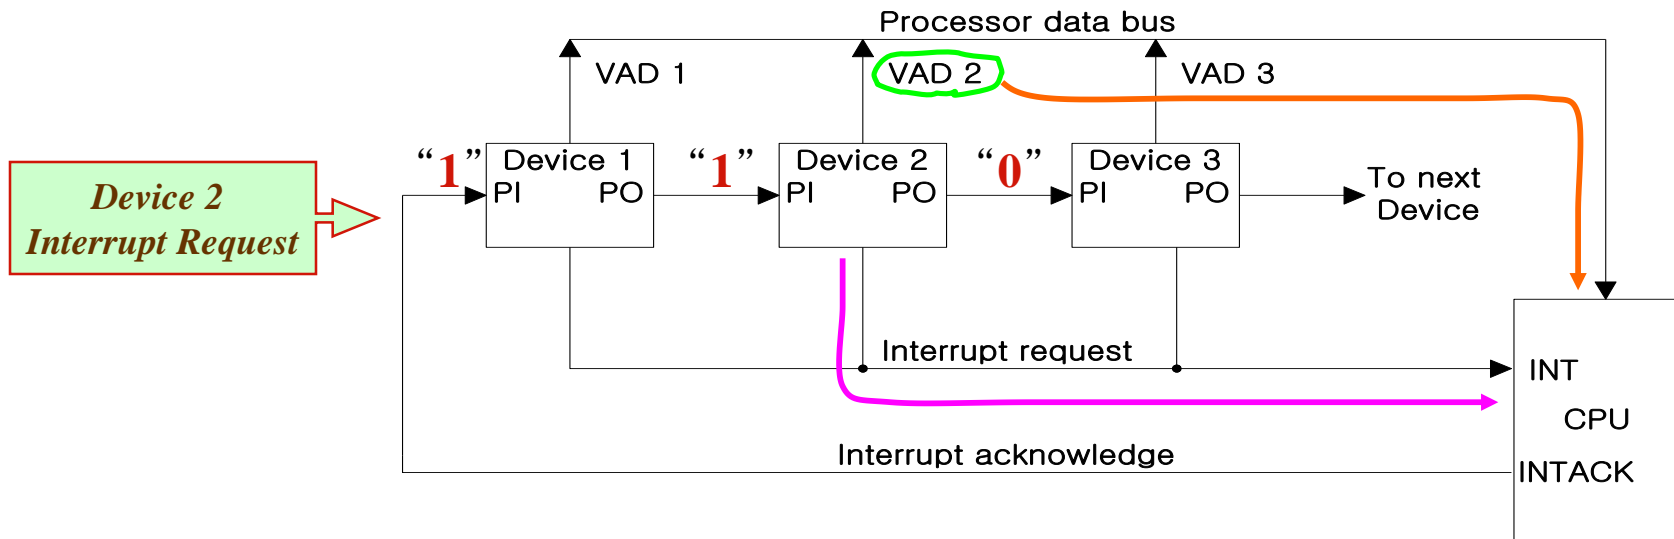 Processor data bus
VAD 1
VAD 2
VAD 3
“1”
Device 1
PI PO
“1”
Device 2
PI PO
“0”
Device 3
PI PO
To next
Device
Device 2
Interrupt Request
Interrupt request
INT
CPU
Interrupt acknowledge
INTACK